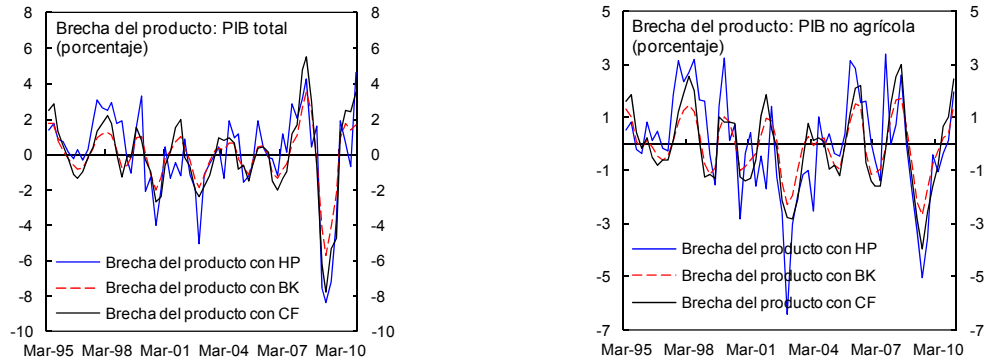 Brecha del producto: PIB total
(porcentaje)
8 8
6 6
4 4
2 2
0 0
-2 -2
-4 -4
-6 -6
-8 -8
-10 -10
Brecha del producto con HP
Brecha del producto con BK
Brecha del producto con CF
Mar-95 Mar-98 Mar-01 Mar-04 Mar-07 Mar-10
Brecha del producto: PIB no agrícola
(porcentaje)
5 5
3 3
1 1
-1 -1
-3 -3
-5 -5
-7 -7
Brecha del producto con HP
Brecha del producto con BK
Brecha del producto con CF
Mar-95 Mar-98 Mar-01 Mar-04 Mar-07 Mar-10